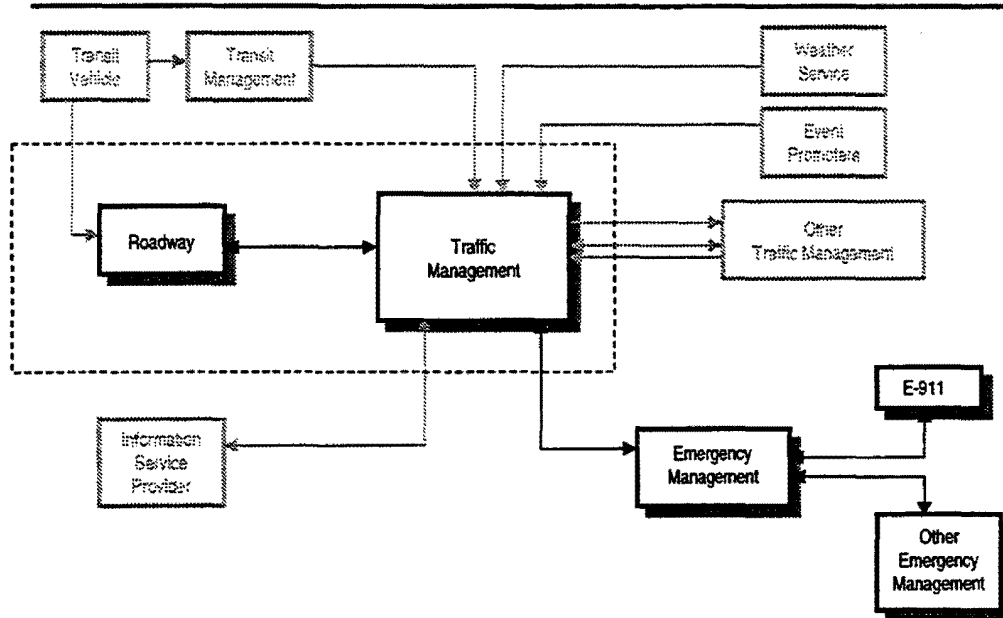 Transit
Vehicle
Transit
Management
Weather
Service
Event
Promoters
Roadway
Traffic
Management
Other
Traffic Management
E-911
Information
Service
Provider
Emergency
Management
Other
Emergency
Management